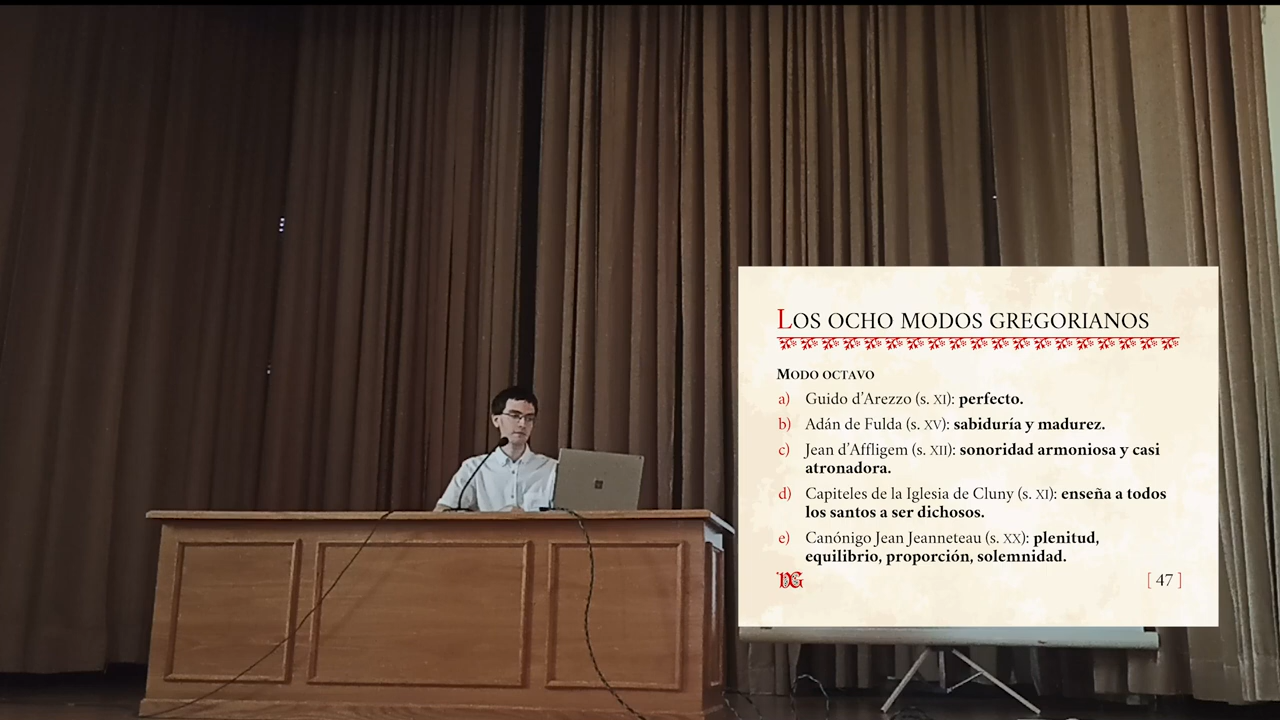 LOS OCHO MODOS GREGORIANOS
MODO OCTAVO
a) Guido d'Arezzo (s. XI): perfecto.
b) Adán de Fulda (s. XV): sabiduría y madurez.
c) Jean d'Affligem (s. XII): sonoridad armoniosa y casi
atronadora.
d) Capiteles de la Iglesia de Cluny (s. XI): enseña a todos
los santos a ser dichosos.
e) Canónigo Jean Jeanneteau (s. XX): plenitud,
equilibrio, proporción, solemnidad.
[ 47 ]